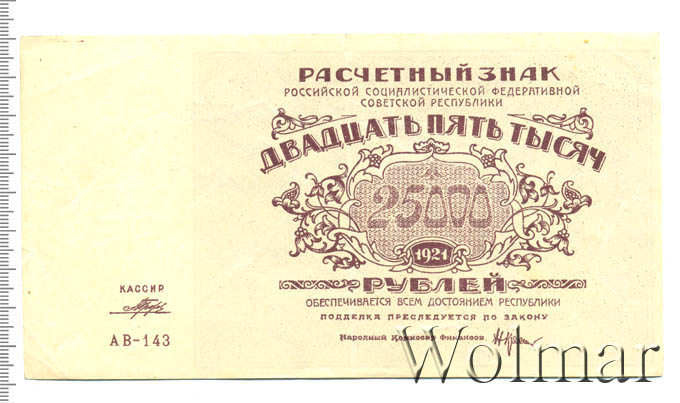 РАСЧЕТНЫЙ ЗНАК
РОССИЙСКОЙ СОЦИАЛИСТИЧЕСКОЙ ФЕДЕРАТИВНОЙ
СОВЕТСКОЙ РЕСПУБЛИКИ
ДВАДЦАТЬ ПЯТЬ ТЫСЯЧ
25000
1921
РУБЛЕЙ
ОБЕСПЕЧИВАЕТСЯ ВСЕМ ДОСТОЯНИЕМ РЕСПУБЛИКИ
ПОДДЕЛКА ПРЕСЛЕДУЕТСЯ ПО ЗАКОНУ
Народный Комиссар Финансов
КАССИР
АВ-143
Wolmar